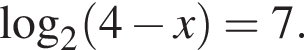 log₂(4 − x) = 7.